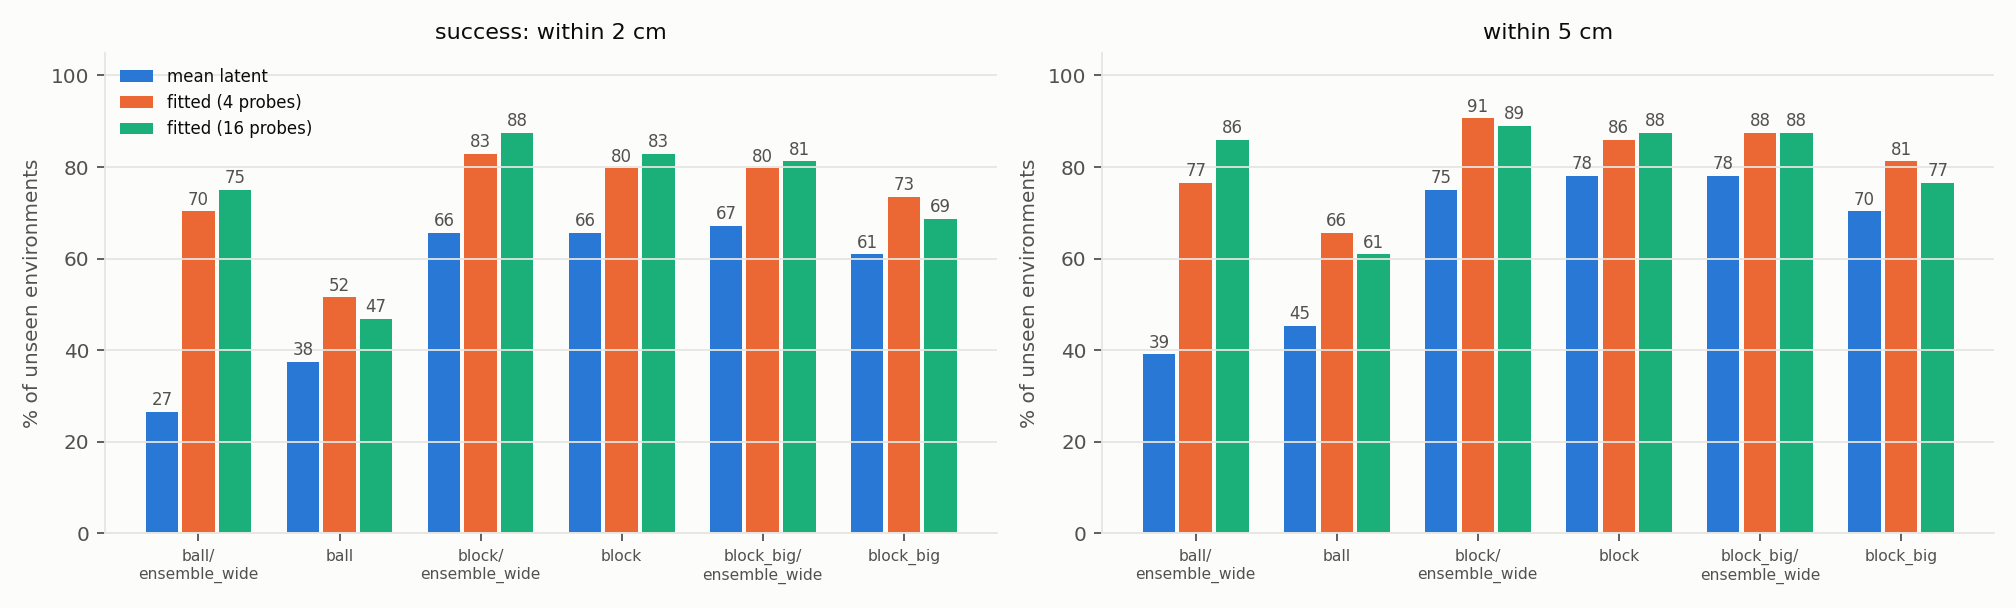 success: within 2 cm
% of unseen environments
100
80
60
40
20
0
mean latent
fitted (4 probes)
fitted (16 probes)
27
70
75
38
52
47
66
83
88
66
80
83
67
80
81
61
73
69
ball/
ensemble_wide
ball
block/
ensemble_wide
block
block_big/
ensemble_wide
block_big
within 5 cm
% of unseen environments
100
80
60
40
20
0
39
77
86
45
66
61
75
91
89
78
86
88
78
88
88
70
81
77
ball/
ensemble_wide
ball
block/
ensemble_wide
block
block_big/
ensemble_wide
block_big